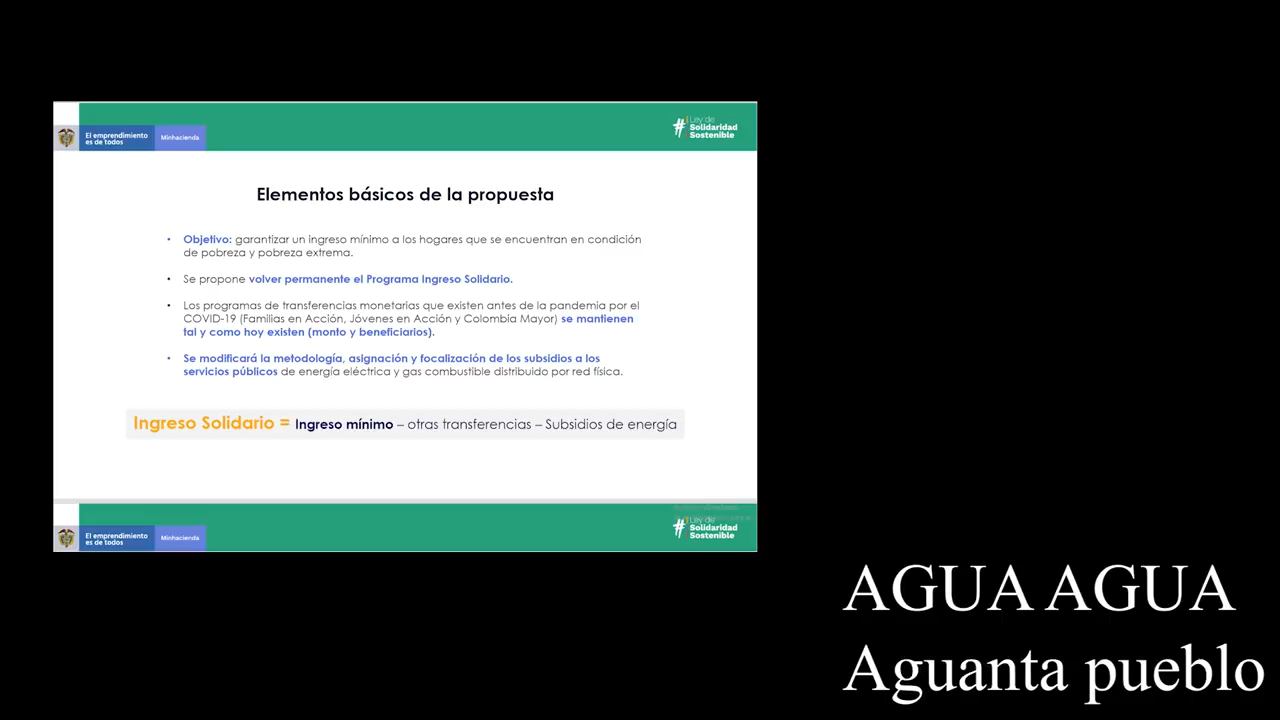 El emprendimiento
es de todos
Minhacienda
# Ley de
Solidaridad
Sostenible
Elementos básicos de la propuesta
• Objetivo: garantizar un ingreso mínimo a los hogares que se encuentran en condición
de pobreza y pobreza extrema.
• Se propone volver permanente el Programa Ingreso Solidario.
• Los programas de transferencias monetarias que existen antes de la pandemia por el
COVID-19 (Familias en Acción, Jóvenes en Acción y Colombia Mayor) se mantienen
tal y como hoy existen (monto y beneficiarios).
• Se modificará la metodología, asignación y focalización de los subsidios a los
servicios públicos de energía eléctrica y gas combustible distribuido por red física.
Ingreso Solidario = Ingreso mínimo – otras transferencias – Subsidios de energía
El emprendimiento
es de todos
Minhacienda
# Ley de
Solidaridad
Sostenible
AGUA AGUA
Aguanta pueblo